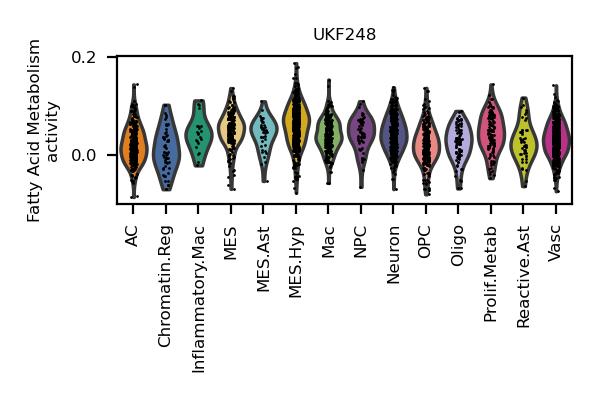 UKF248
Fatty Acid Metabolism
activity
0.2
0.0
AC
Chromatin.Reg
Inflammatory.Mac
MES
MES.Ast
MES.Hyp
Mac
NPC
Neuron
OPC
Oligo
Prolif.Metab
Reactive.Ast
Vasc